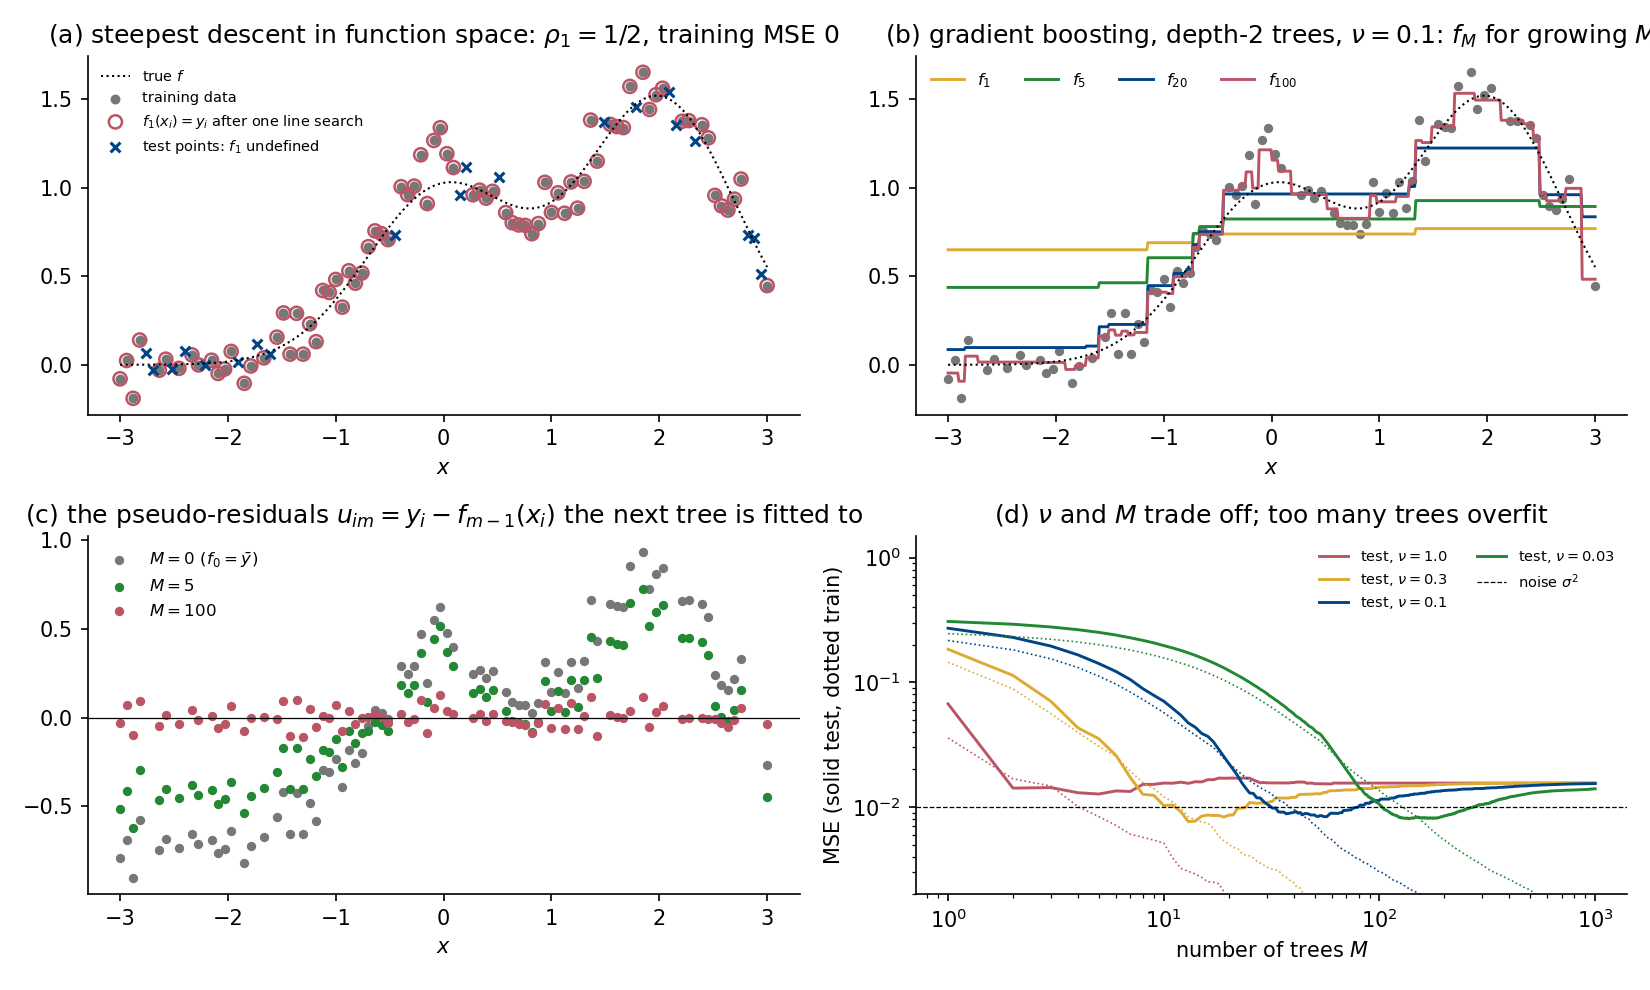 (a) steepest descent in function space: ρ₁ = 1/2, training MSE 0
true f
training data
f₁(xᵢ) = yᵢ after one line search
test points: f₁ undefined
1.5
1.0
0.5
0.0
−3 −2 −1 0 1 2 3
x
(b) gradient boosting, depth-2 trees, ν = 0.1: f_M for growing M
f₁ f₅ f₂₀ f₁₀₀
1.5
1.0
0.5
0.0
−3 −2 −1 0 1 2 3
x
(c) the pseudo-residuals uᵢₘ = yᵢ − fₘ₋₁(xᵢ) the next tree is fitted to
M = 0 (f₀ = ȳ)
M = 5
M = 100
1.0
0.5
0.0
−0.5
−3 −2 −1 0 1 2 3
x
(d) ν and M trade off; too many trees overfit
test, ν = 1.0
test, ν = 0.3
test, ν = 0.1
test, ν = 0.03
noise σ²
MSE (solid test, dotted train)
10⁰
10⁻¹
10⁻²
10⁰ 10¹ 10² 10³
number of trees M